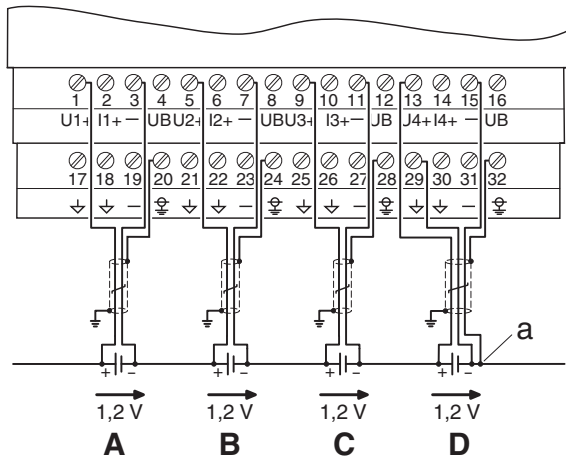 1 2 3 4 5 6 7 8 9 10 11 12 13 14 15 16
U1+ I1+ − UB U2+ I2+ − UB U3+ I3+ − UB U4+ I4+ − UB
17 18 19 20 21 22 23 24 25 26 27 28 29 30 31 32
− − − −
a
+ − + − + − + −
1,2 V 1,2 V 1,2 V 1,2 V
A B C D